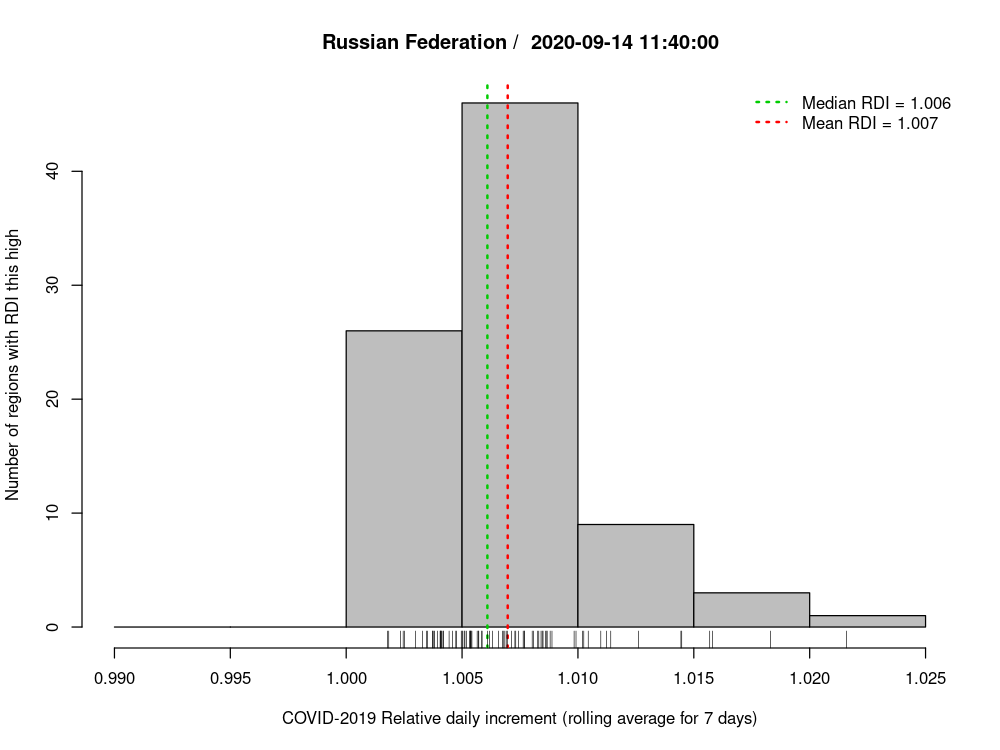 Russian Federation /  2020-09-14 11:40:00
Median RDI = 1.006
Mean RDI = 1.007
Number of regions with RDI this high
40
30
20
10
0
0.990 0.995 1.000 1.005 1.010 1.015 1.020 1.025
COVID-2019 Relative daily increment (rolling average for 7 days)